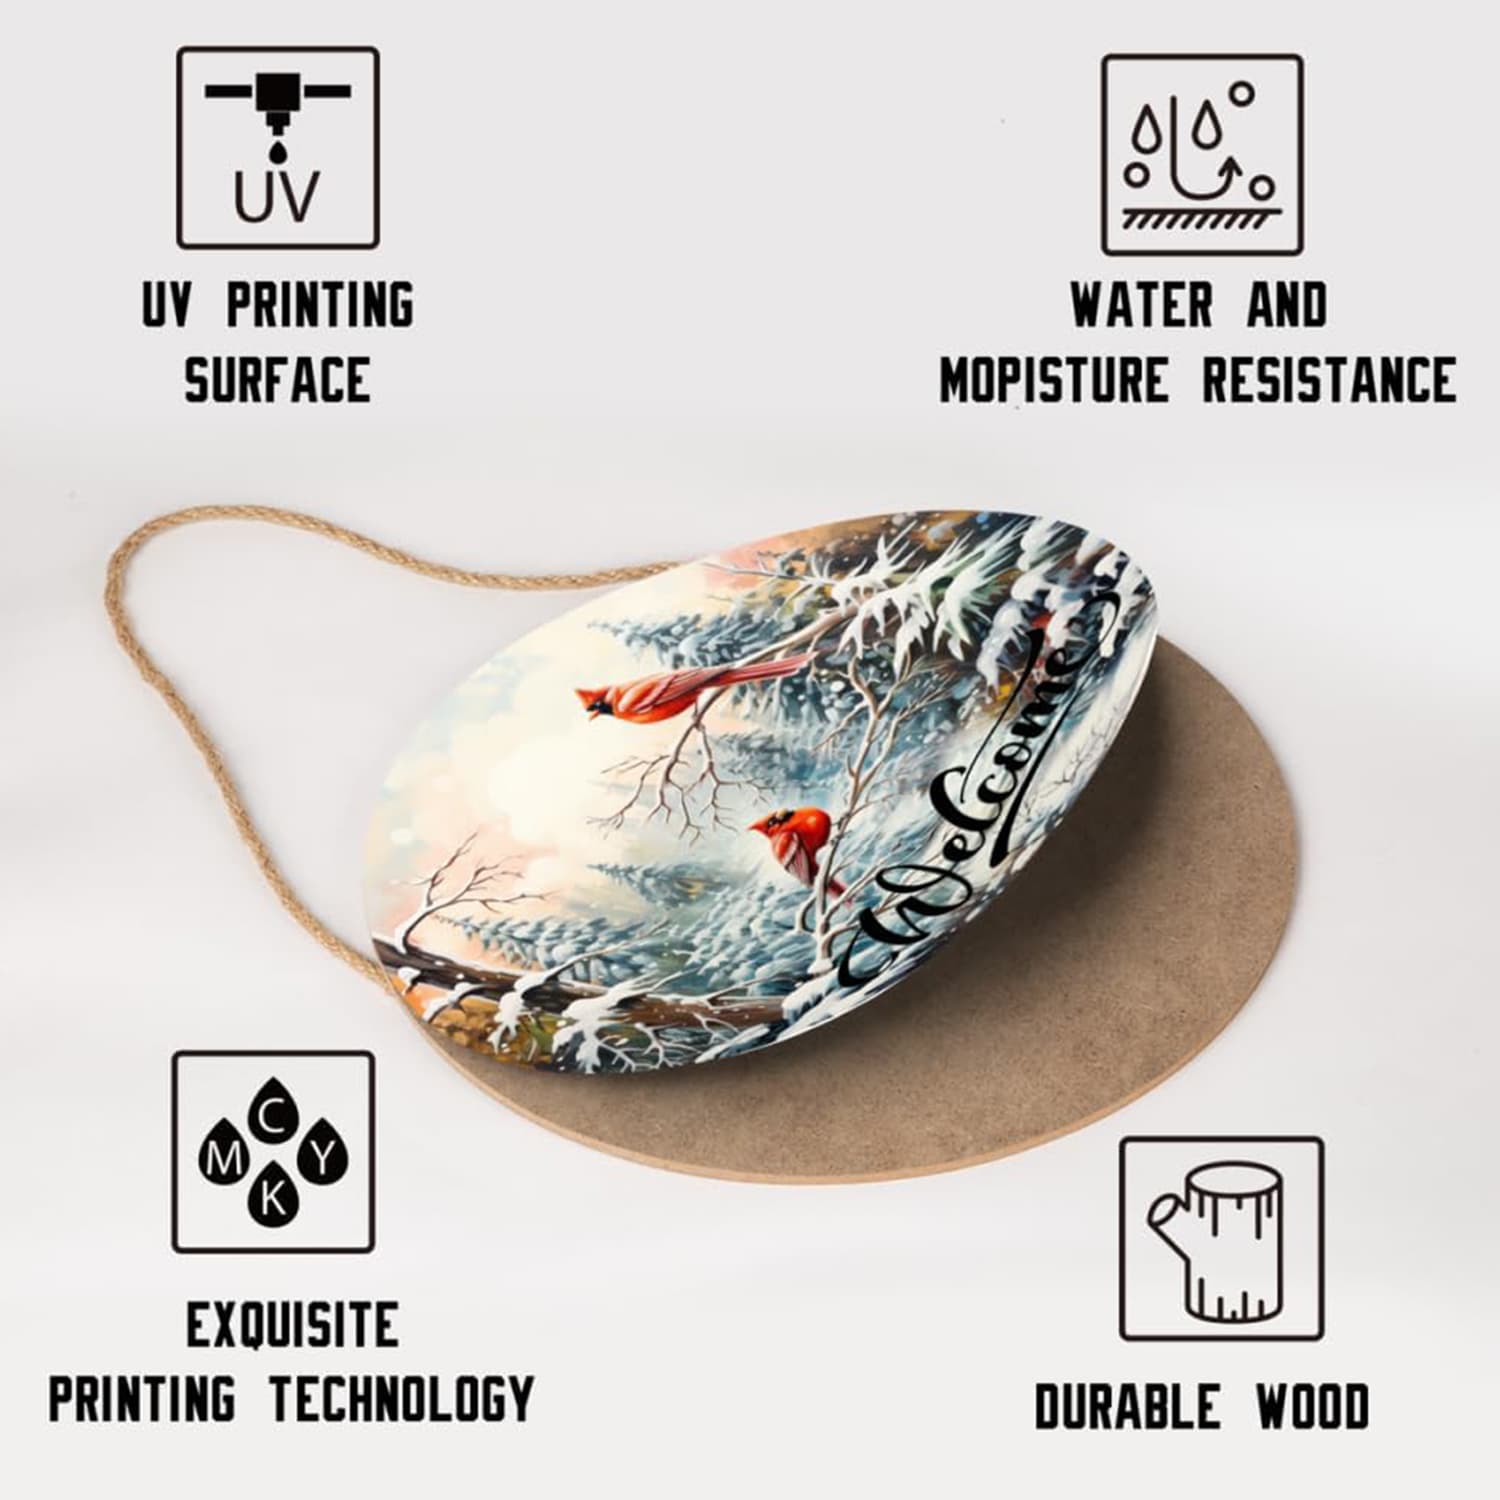 UV
UV PRINTING
SURFACE
WATER AND
MOPISTURE RESISTANCE
Welcome
C
M Y
K
EXQUISITE
PRINTING TECHNOLOGY
DURABLE WOOD